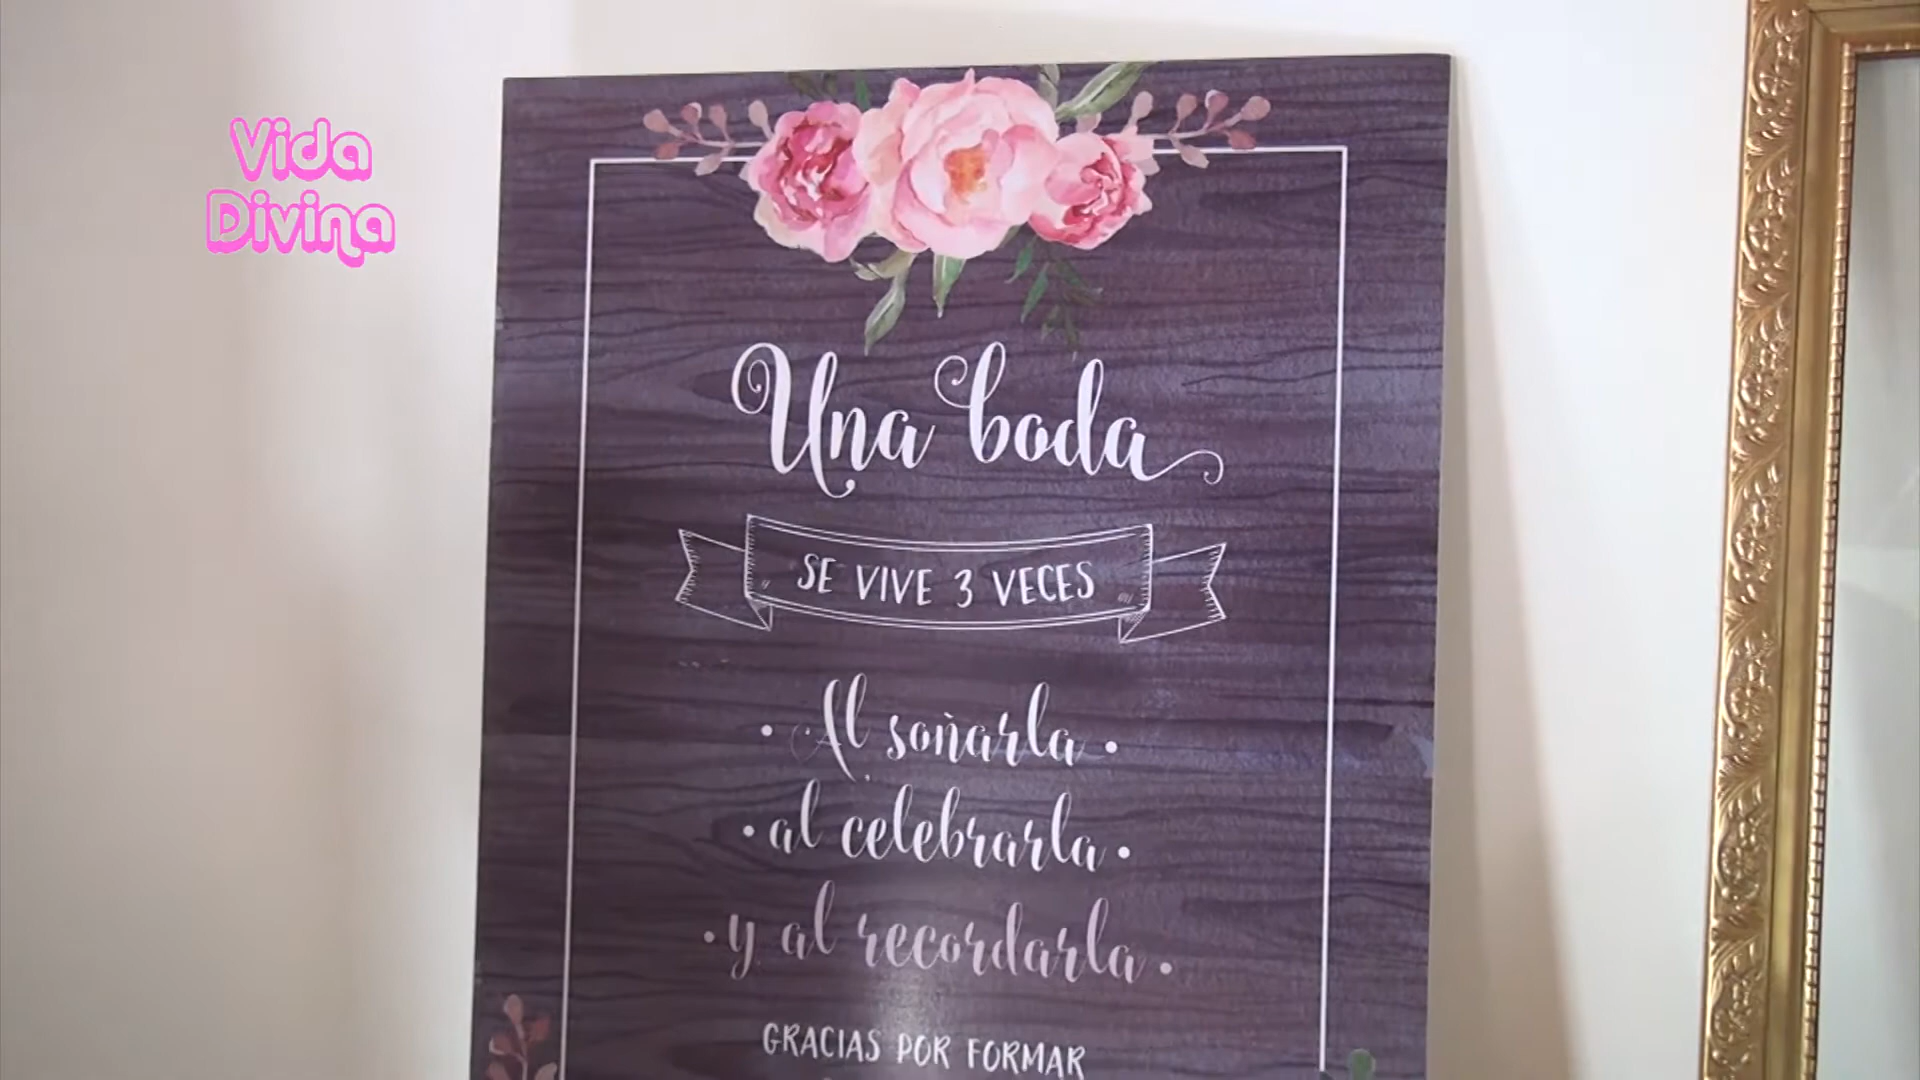 Vida
Divina
Una boda
SE VIVE 3 VECES
• Al soñarla •
• al celebrarla •
• y al recordarla •
GRACIAS POR FORMAR